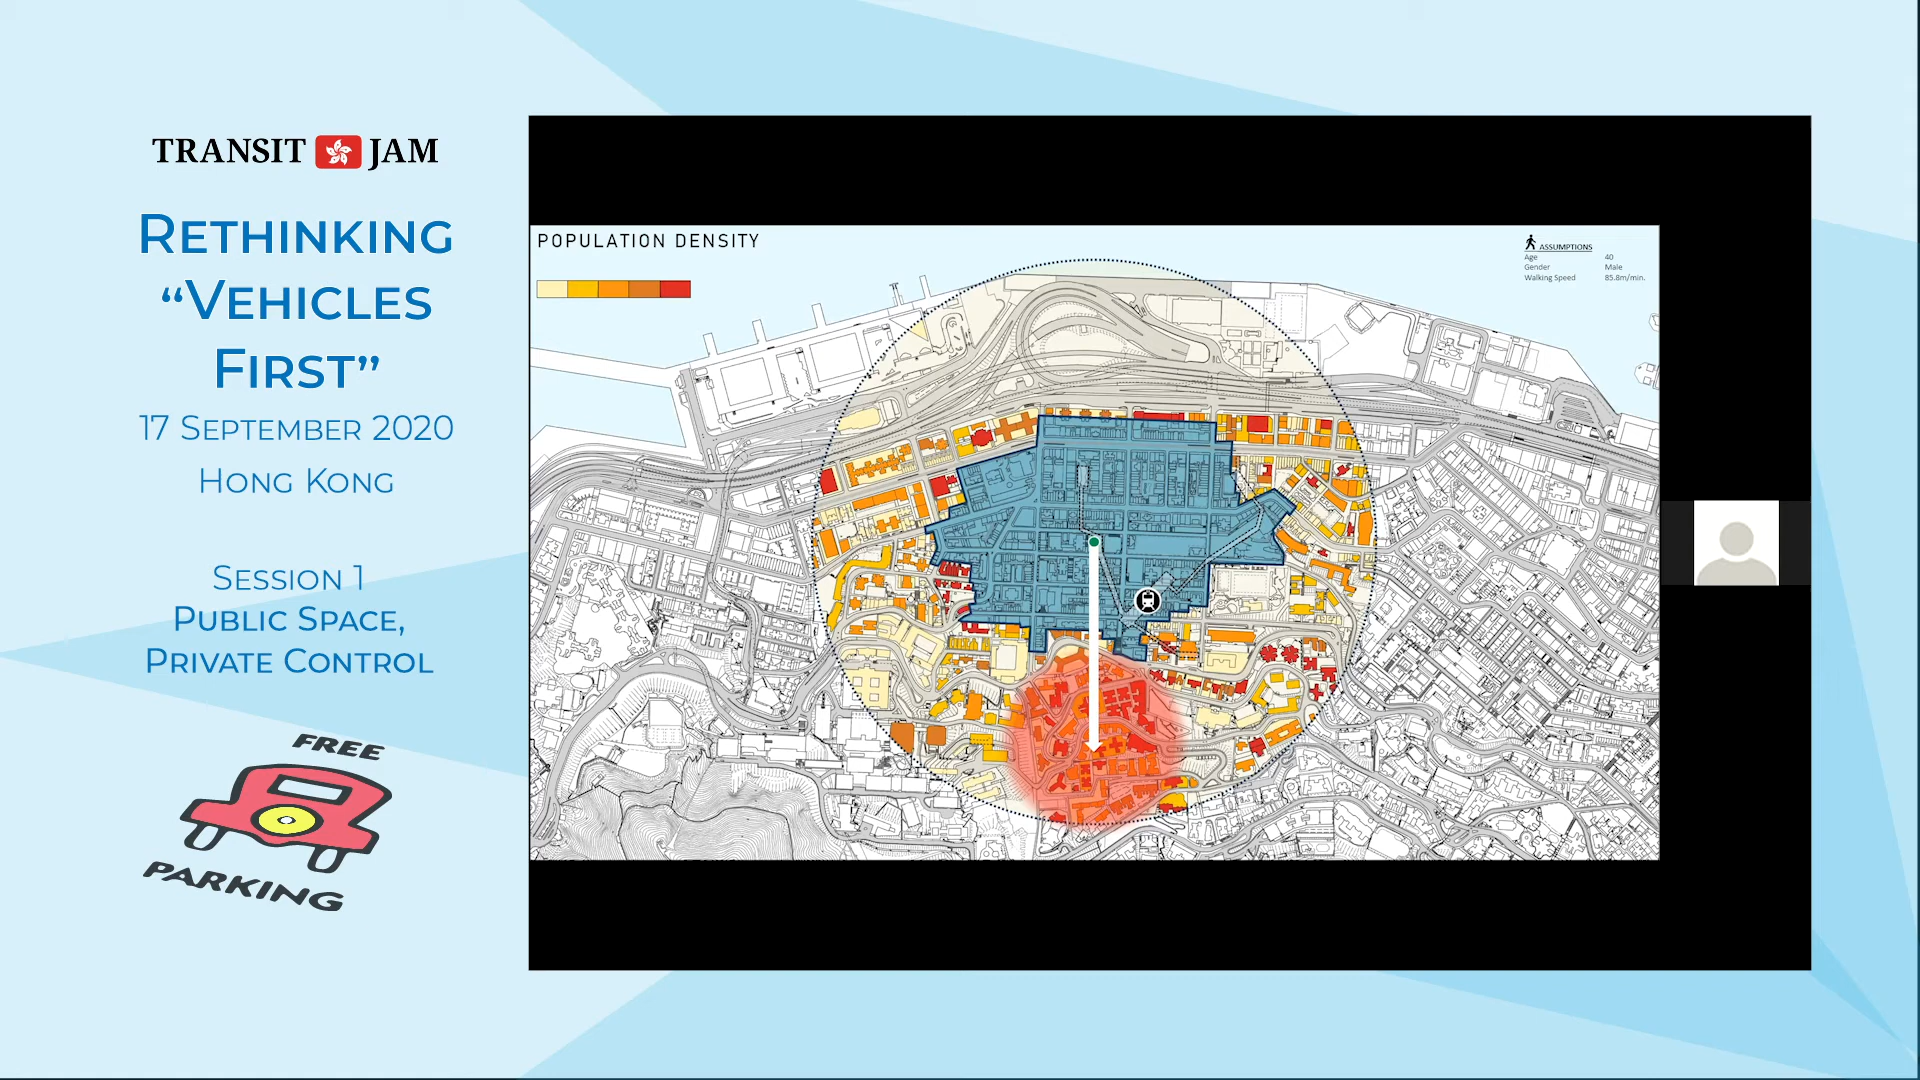 TRANSIT JAM
RETHINKING
“VEHICLES
FIRST”
17 SEPTEMBER 2020
HONG KONG
SESSION 1
PUBLIC SPACE,
PRIVATE CONTROL
FREE
PARKING
POPULATION DENSITY
ASSUMPTIONS
Age 40
Gender Male
Walking Speed 85.8m/min.